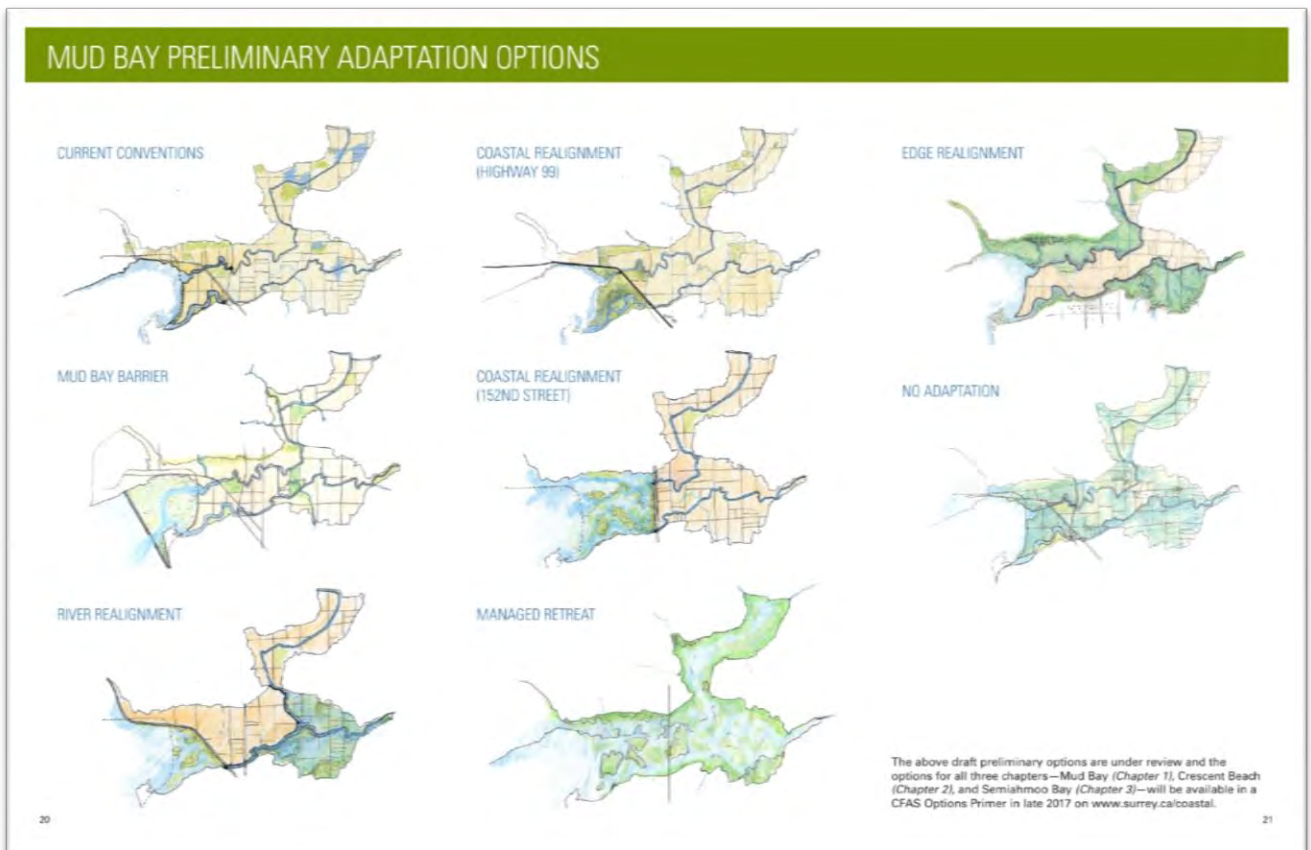 MUD BAY PRELIMINARY ADAPTATION OPTIONS
CURRENT CONVENTIONS
COASTAL REALIGNMENT
(HIGHWAY 99)
EDGE REALIGNMENT
MUD BAY BARRIER
COASTAL REALIGNMENT
(152ND STREET)
NO ADAPTATION
RIVER REALIGNMENT
MANAGED RETREAT
The above draft preliminary options are under review and the
options for all three chapters—Mud Bay (Chapter 1), Crescent Beach
(Chapter 2), and Semiahmoo Bay (Chapter 3)—will be available in a
CFAS Options Primer in late 2017 on www.surrey.ca/coastal.
20
21